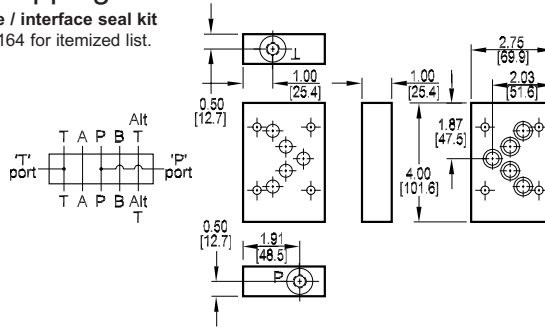 e / interface seal kit
164 for itemized list.
T
1.00
[25.4]
1.00
[25.4]
2.75
[69.9]
2.03
[51.6]
0.50
[12.7]
1.87
[47.5]
4.00
[101.6]
Alt
T A P B T
'T'
port
'P'
port
T A P B Alt
T
0.50
[12.7]
1.91
[48.5]
P